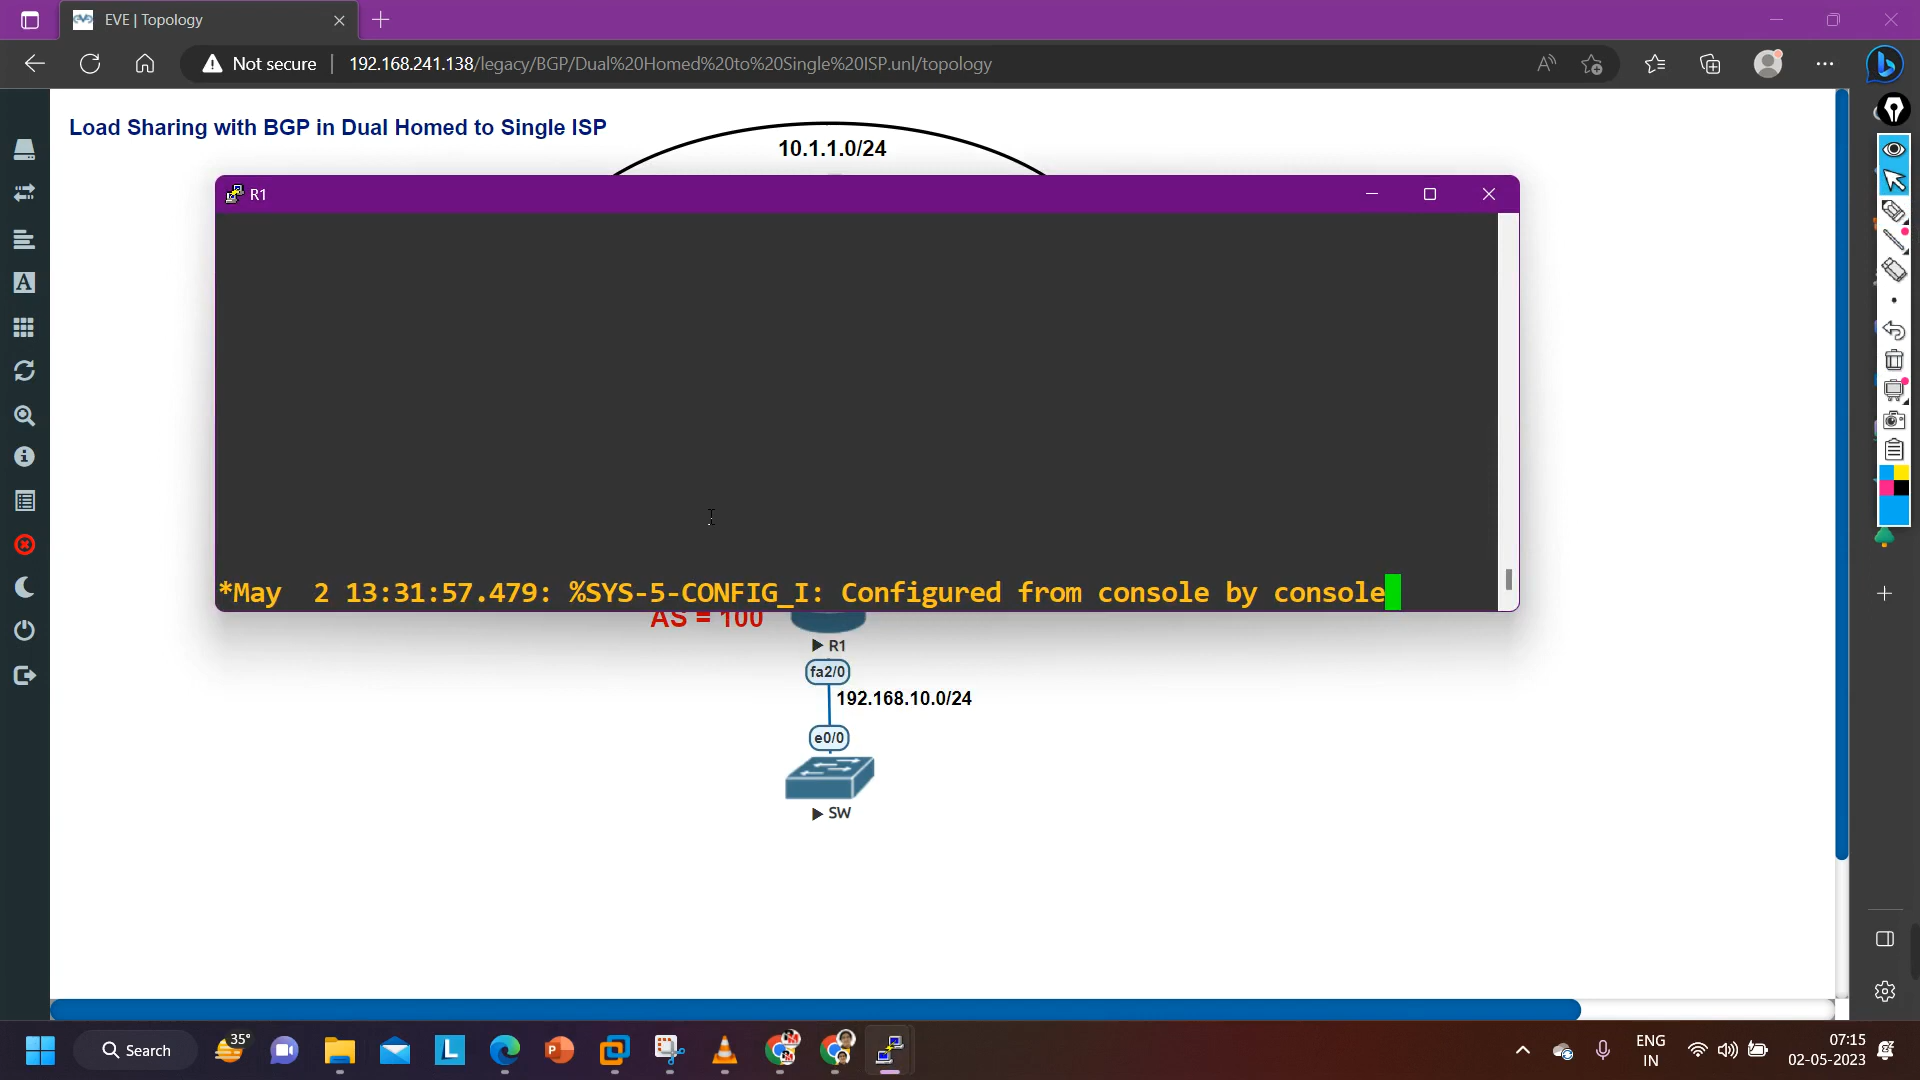 EVE | Topology
Not secure
192.168.241.138/legacy/BGP/Dual%20Homed%20to%20Single%20ISP.unl/topology
Load Sharing with BGP in Dual Homed to Single ISP
10.1.1.0/24
R1
*May  2 13:31:57.479: %SYS-5-CONFIG_I: Configured from console by console
AS = 100
R1
fa2/0
192.168.10.0/24
e0/0
SW
35°
Search
ENG
IN
07:15
02-05-2023